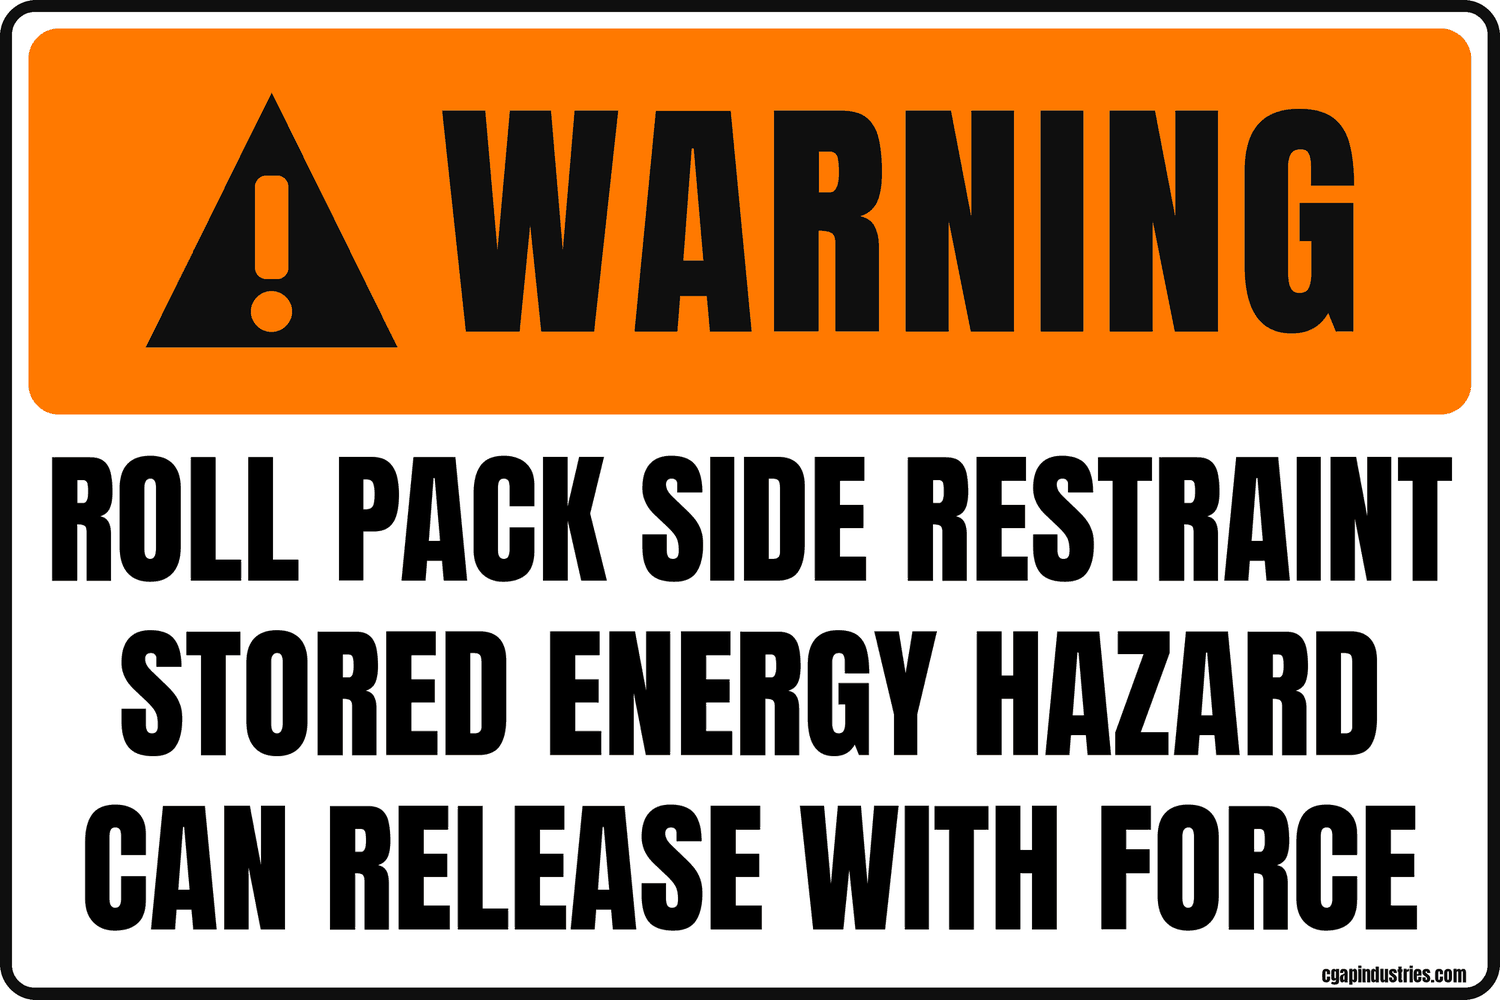 WARNING
ROLL PACK SIDE RESTRAINT
STORED ENERGY HAZARD
CAN RELEASE WITH FORCE
cgapindustries.com